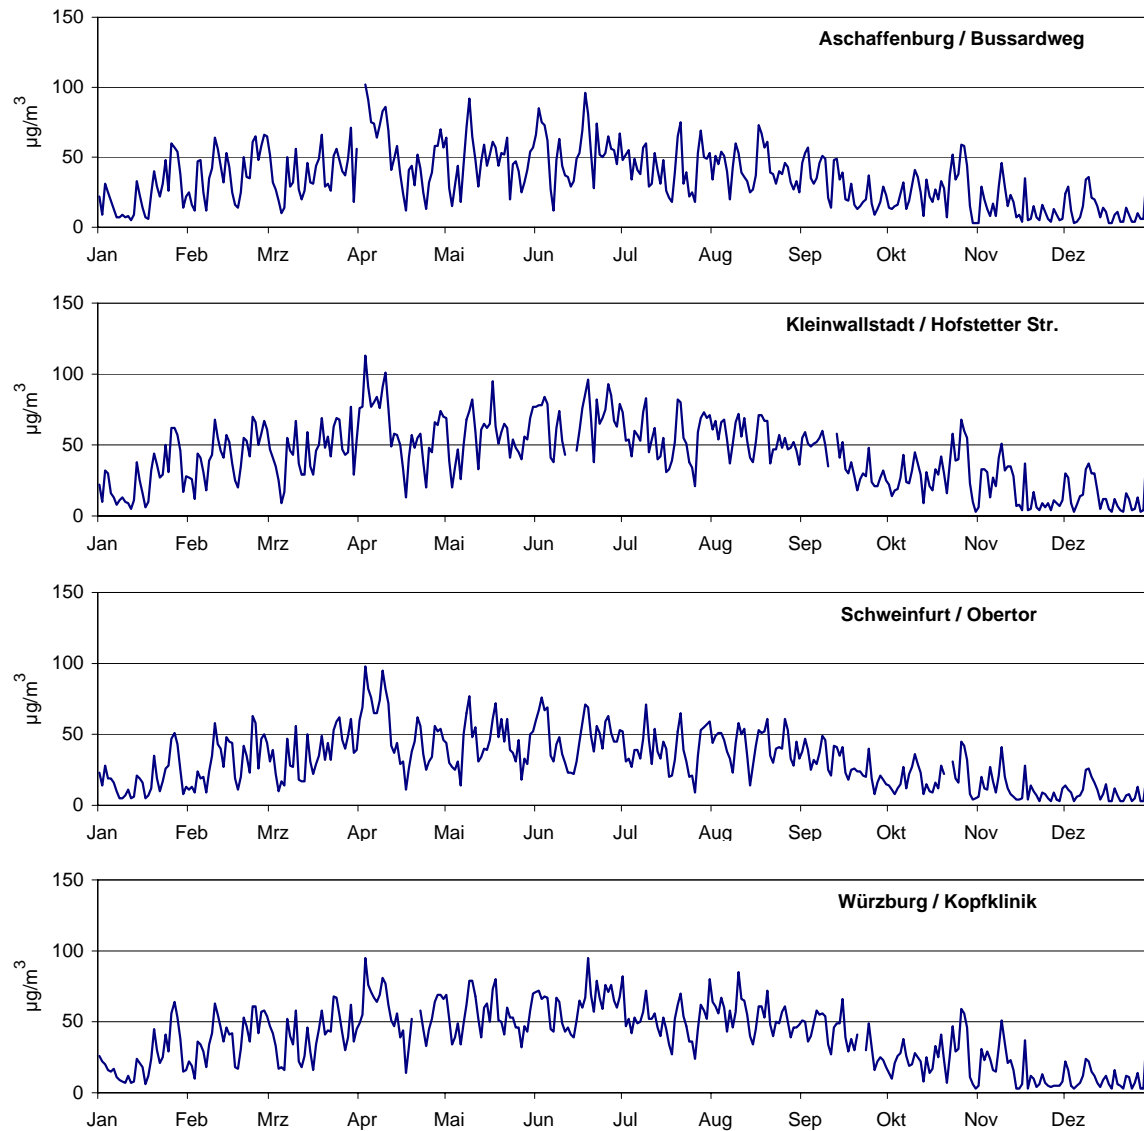 150
Aschaffenburg / Bussardweg
100
µg/m³
50
0
Jan Feb Mrz Apr Mai Jun Jul Aug Sep Okt Nov Dez
150
Kleinwallstadt / Hofstetter Str.
100
µg/m³
50
0
Jan Feb Mrz Apr Mai Jun Jul Aug Sep Okt Nov Dez
150
Schweinfurt / Obertor
100
µg/m³
50
0
Jan Feb Mrz Apr Mai Jun Jul Aug Sep Okt Nov Dez
150
Würzburg / Kopfklinik
100
µg/m³
50
0
Jan Feb Mrz Apr Mai Jun Jul Aug Sep Okt Nov Dez